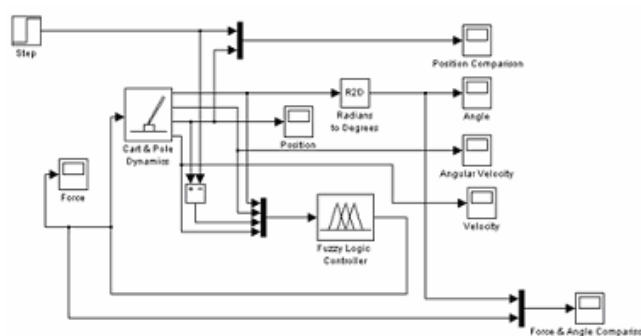 Step
Position Comparison
R2D
Radians
to Degrees
Angle
Cart & Pole
Dynamics
Position
Angular Velocity
Force
Velocity
Fuzzy Logic
Controller
Force & Angle Comparison